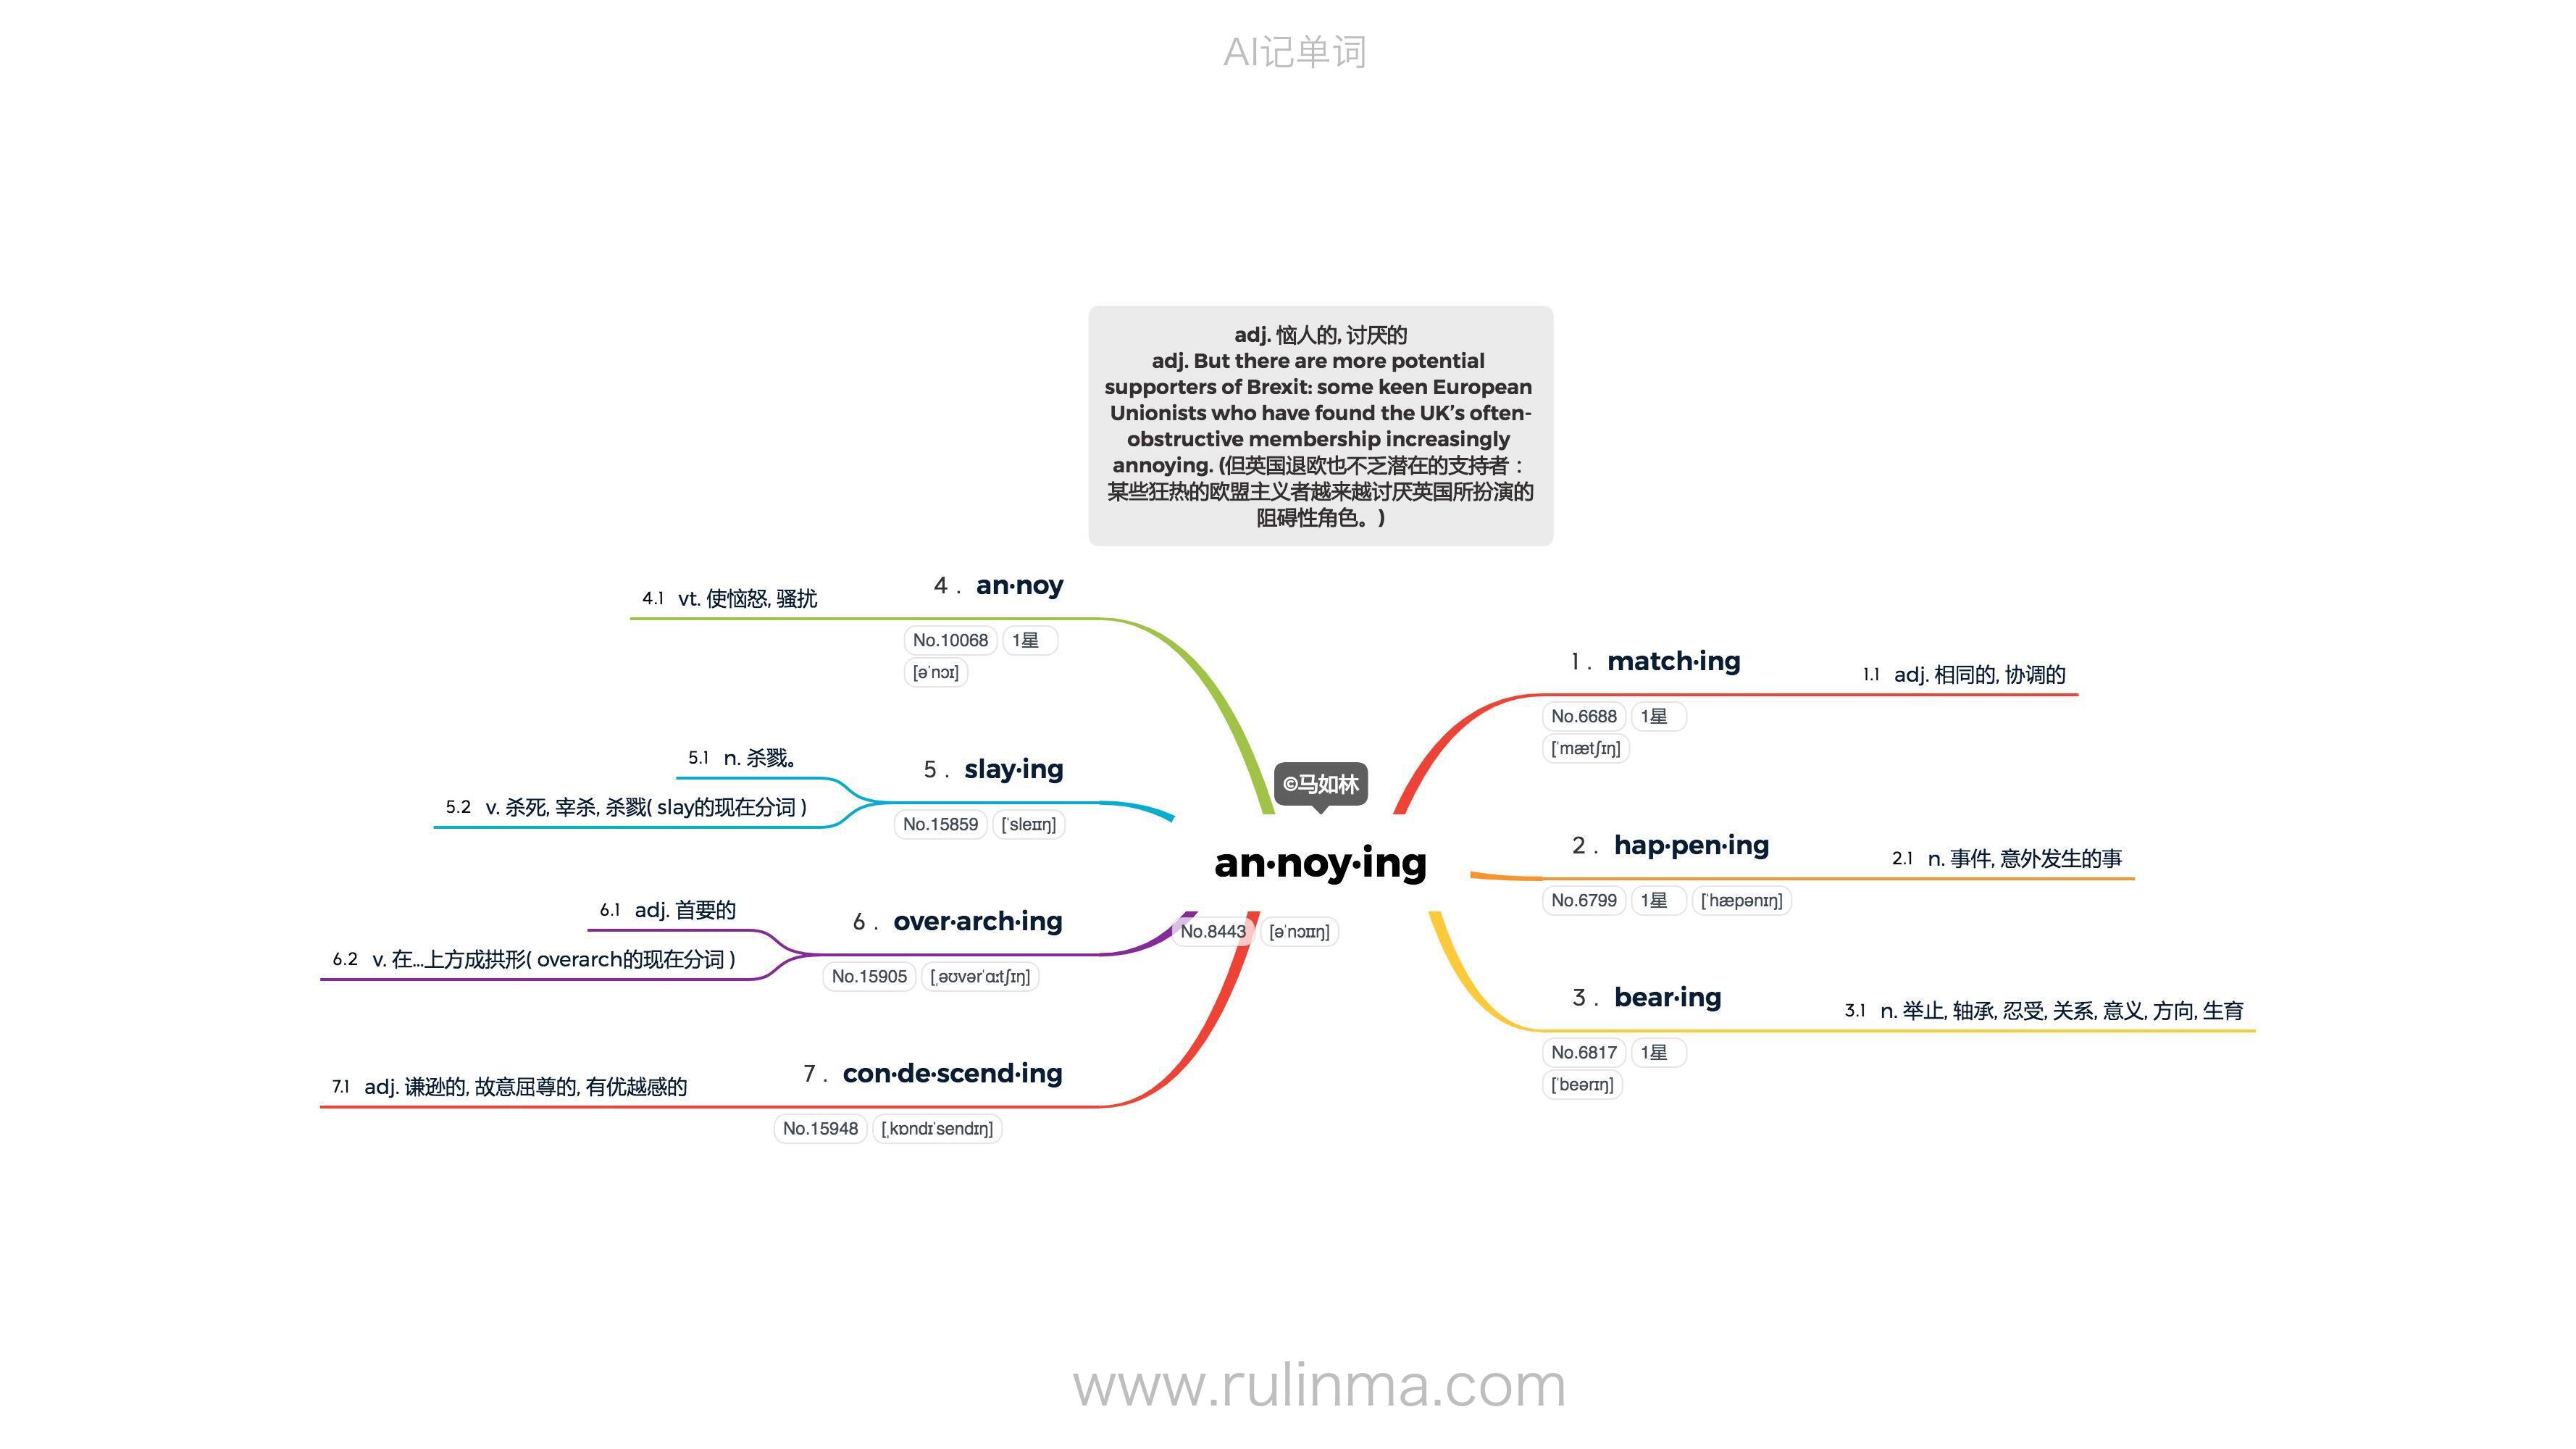 AI记单词
adj. 恼人的, 讨厌的
adj. But there are more potential
supporters of Brexit: some keen European
Unionists who have found the UK’s often-
obstructive membership increasingly
annoying. (但英国退欧也不乏潜在的支持者：
某些狂热的欧盟主义者越来越讨厌英国所扮演的
阻碍性角色。)
©马如林
an·noy·ing
No.8443 [əˈnɔɪɪŋ]
1 . match·ing
No.6688 1星
[ˈmætʃɪŋ]
1.1 adj. 相同的, 协调的
2 . hap·pen·ing
No.6799 1星 [ˈhæpənɪŋ]
2.1 n. 事件, 意外发生的事
3 . bear·ing
No.6817 1星
[ˈbeərɪŋ]
3.1 n. 举止, 轴承, 忍受, 关系, 意义, 方向, 生育
4 . an·noy
No.10068 1星
[əˈnɔɪ]
4.1 vt. 使恼怒, 骚扰
5 . slay·ing
No.15859 [ˈsleɪɪŋ]
5.1 n. 杀戮。
5.2 v. 杀死, 宰杀, 杀戮( slay的现在分词 )
6 . over·arch·ing
No.15905 [ˌəʊvərˈɑːtʃɪŋ]
6.1 adj. 首要的
6.2 v. 在…上方成拱形( overarch的现在分词 )
7 . con·de·scend·ing
No.15948 [ˌkɒndɪˈsendɪŋ]
7.1 adj. 谦逊的, 故意屈尊的, 有优越感的
www.rulinma.com